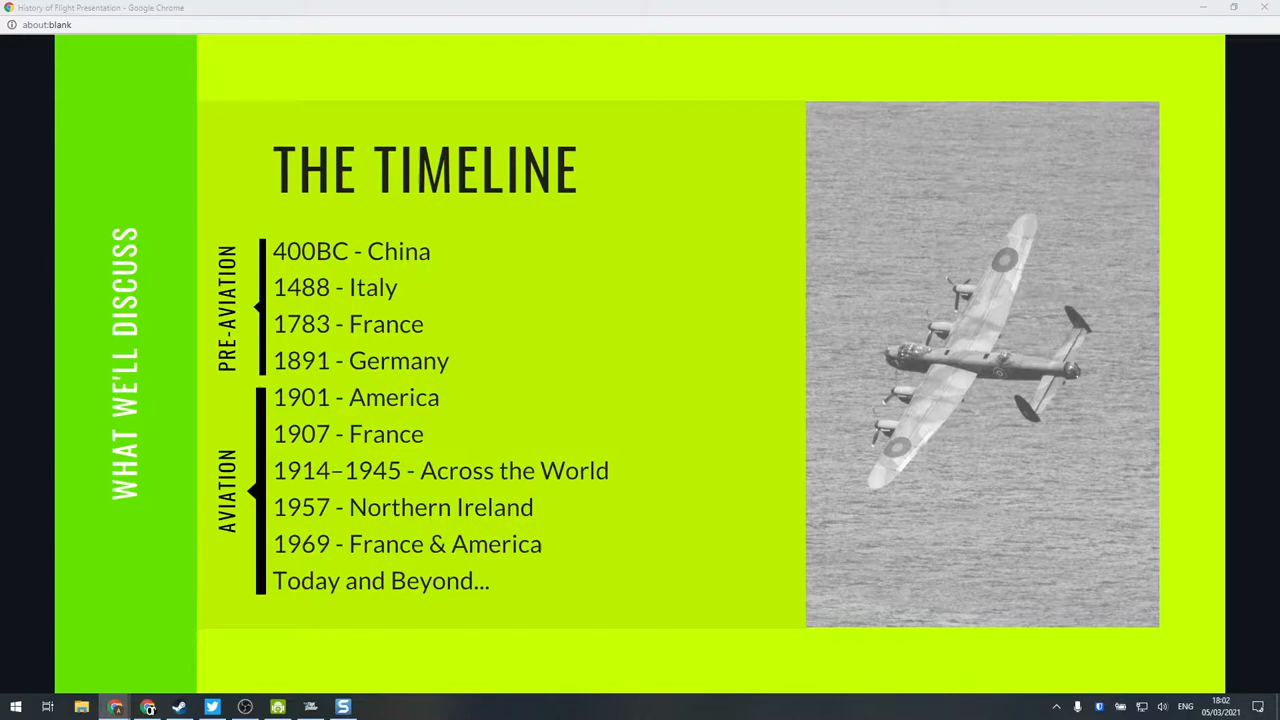 History of Flight Presentation - Google Chrome
about:blank
WHAT WE'LL DISCUSS
THE TIMELINE
PRE-AVIATION
400BC - China
1488 - Italy
1783 - France
1891 - Germany
AVIATION
1901 - America
1907 - France
1914–1945 - Across the World
1957 - Northern Ireland
1969 - France & America
Today and Beyond...
ENG
18:02
05/03/2021